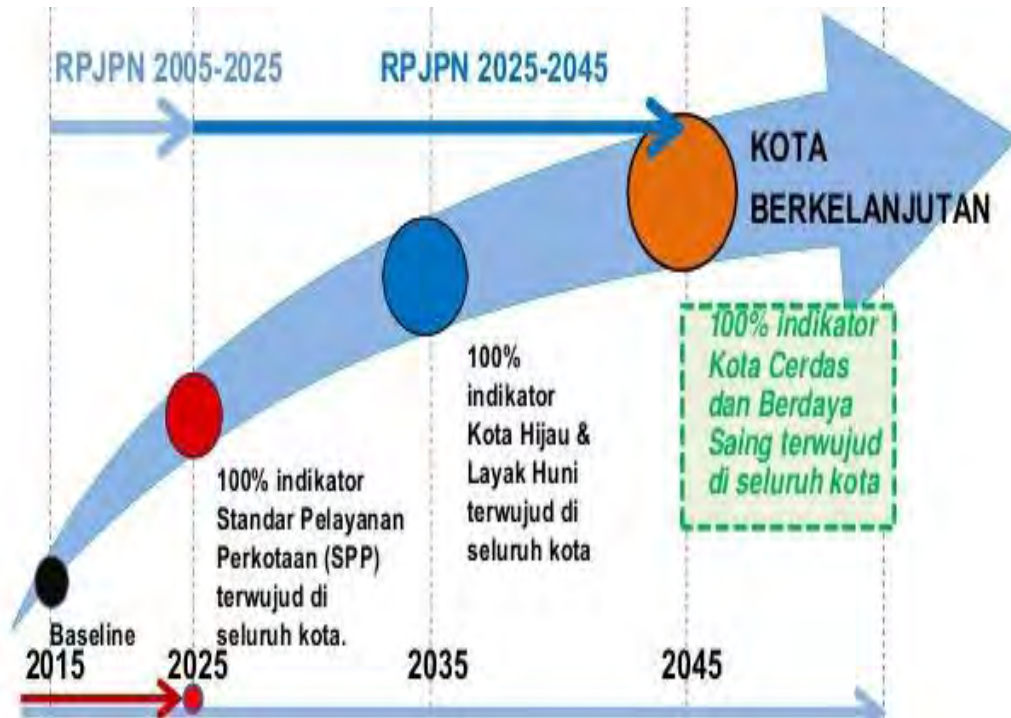 RPJPN 2005-2025
RPJPN 2025-2045
KOTA
BERKELANJUTAN
100% Indikator
Kota Cerdas
dan Berdaya
Saing terwujud
di seluruh kota
100%
indikator
Kota Hijau &
Layak Huni
terwujud di
seluruh kota
100% indikator
Standar Pelayanan
Perkotaan (SPP)
terwujud di
seluruh kota.
Baseline
2015
2025
2035
2045